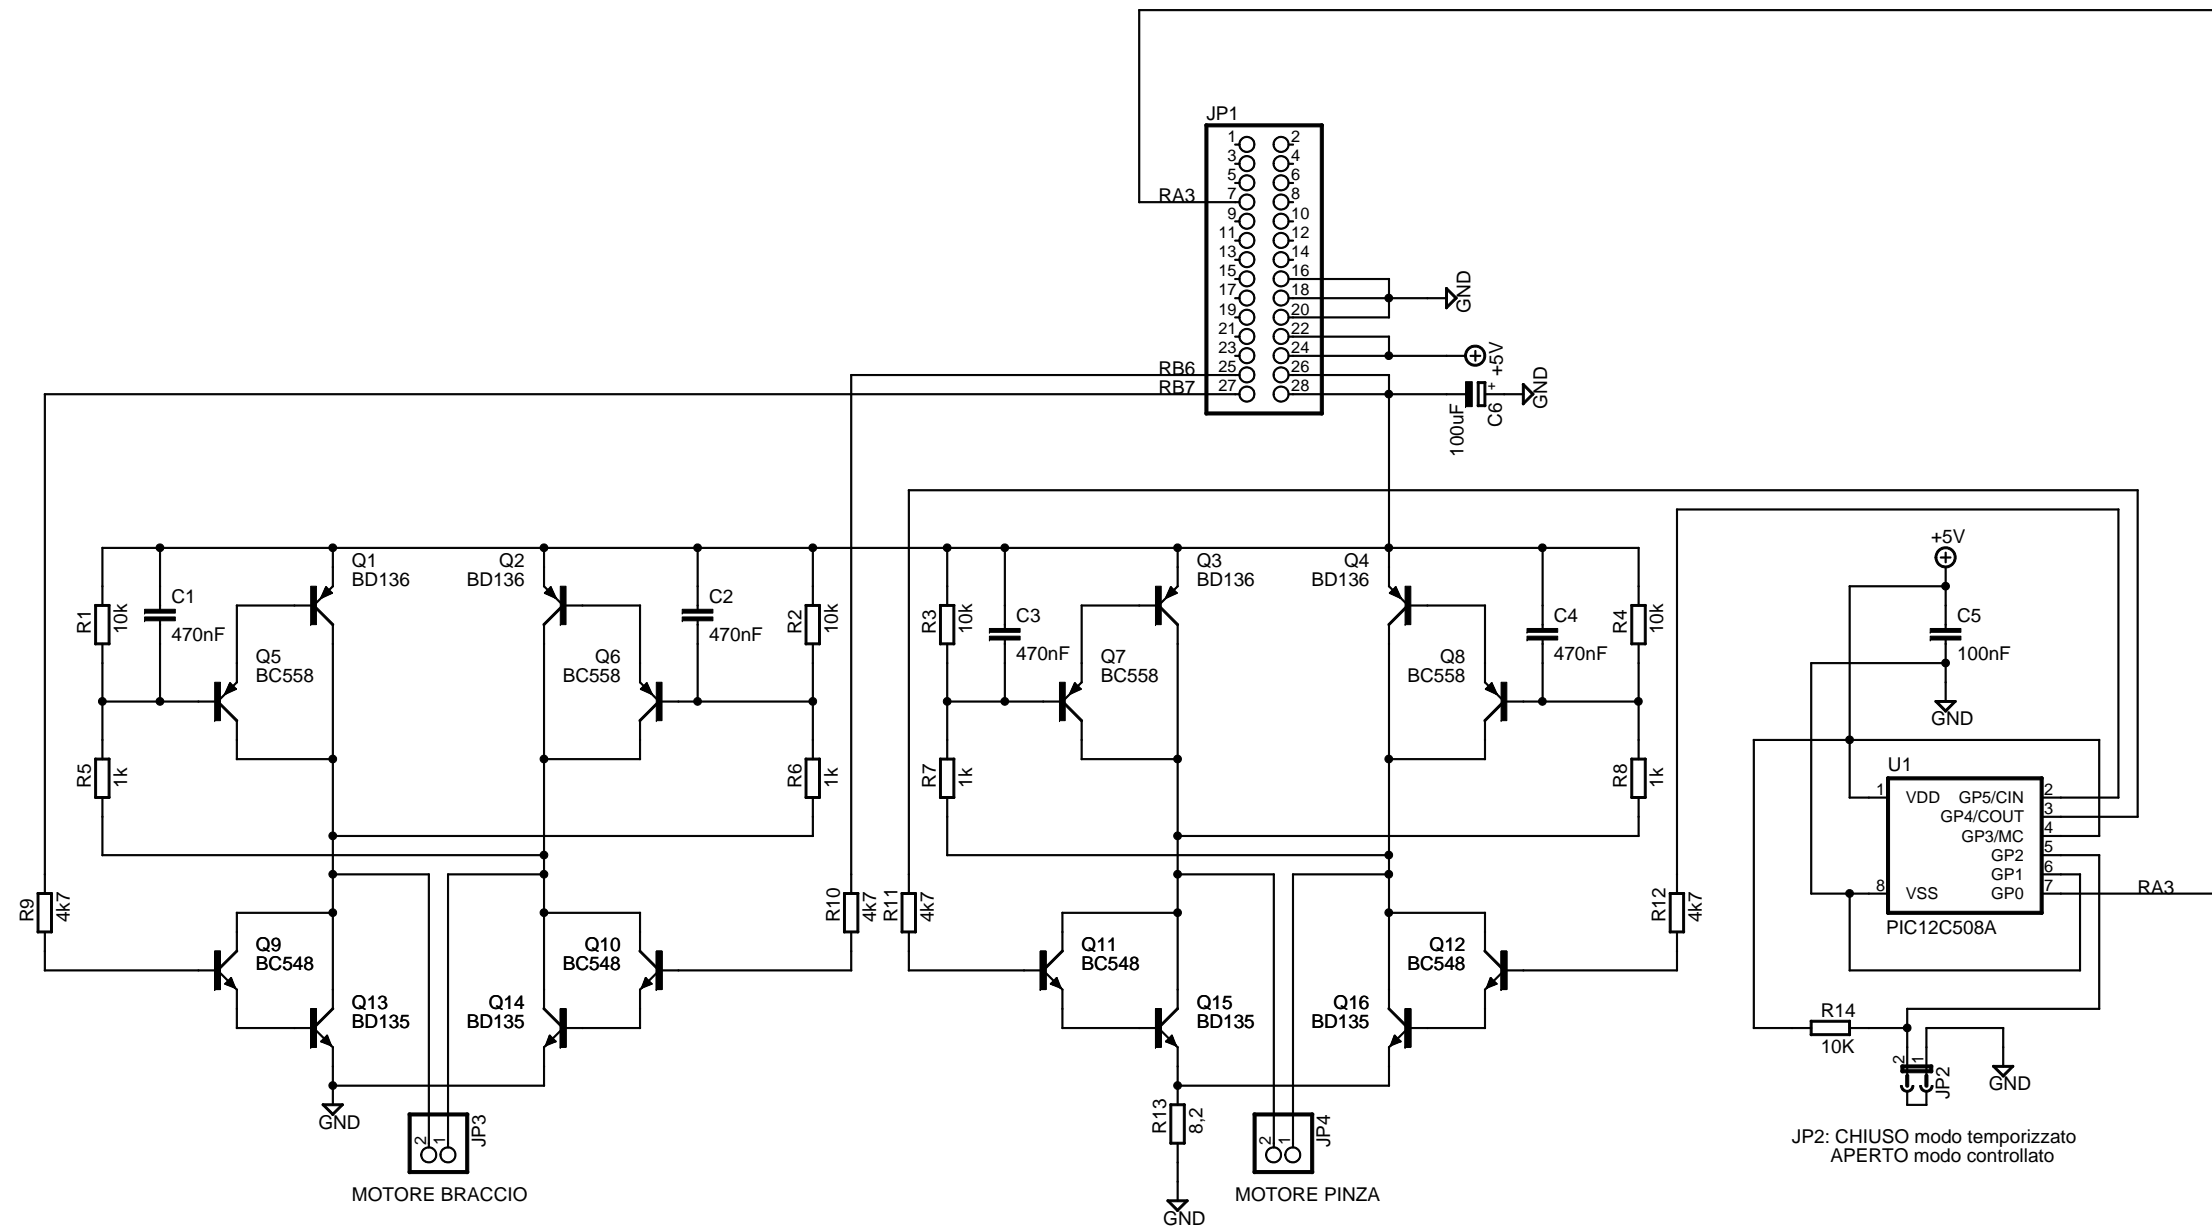 JP1
1 2
3 4
5 6
RA3 7 8
9 10
11 12
13 14
15 16
17 18
19 20
21 22
23 24
RB6 25 26
RB7 27 28
GND
+5V
100uF
C6
+
GND
Q1
BD136
Q2
BD136
Q3
BD136
Q4
BD136
R1
10k
C1
470nF
C2
470nF
R2
10k
R3
10k
C3
470nF
C4
470nF
R4
10k
Q5
BC558
Q6
BC558
Q7
BC558
Q8
BC558
R5
1k
R6
1k
R7
1k
R8
1k
+5V
C5
100nF
GND
U1
1 VDD GP5/CIN 2
GP4/COUT 3
GP3/MC 4
GP2 5
GP1 6
8 VSS GP0 7
RA3
PIC12C508A
R9
4k7
R10
4k7
R11
4k7
R12
4k7
Q9
BC548
Q10
BC548
Q11
BC548
Q12
BC548
Q13
BD135
Q14
BD135
Q15
BD135
Q16
BD135
R14
10K
2
1
JP2
GND
GND
2
1
JP3
R13
8,2
2
1
JP4
JP2: CHIUSO modo temporizzato
APERTO modo controllato
MOTORE BRACCIO
MOTORE PINZA
GND